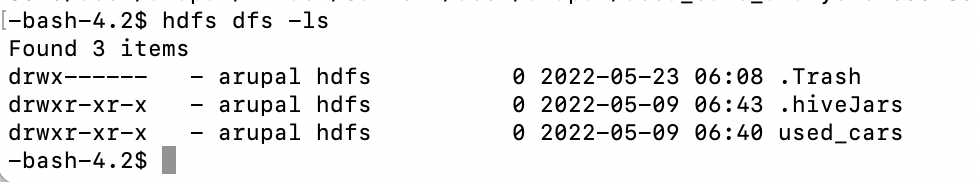 [-bash-4.2$ hdfs dfs -ls
Found 3 items
drwx------   - arupal hdfs          0 2022-05-23 06:08 .Trash
drwxr-xr-x   - arupal hdfs          0 2022-05-09 06:43 .hiveJars
drwxr-xr-x   - arupal hdfs          0 2022-05-09 06:40 used_cars
-bash-4.2$